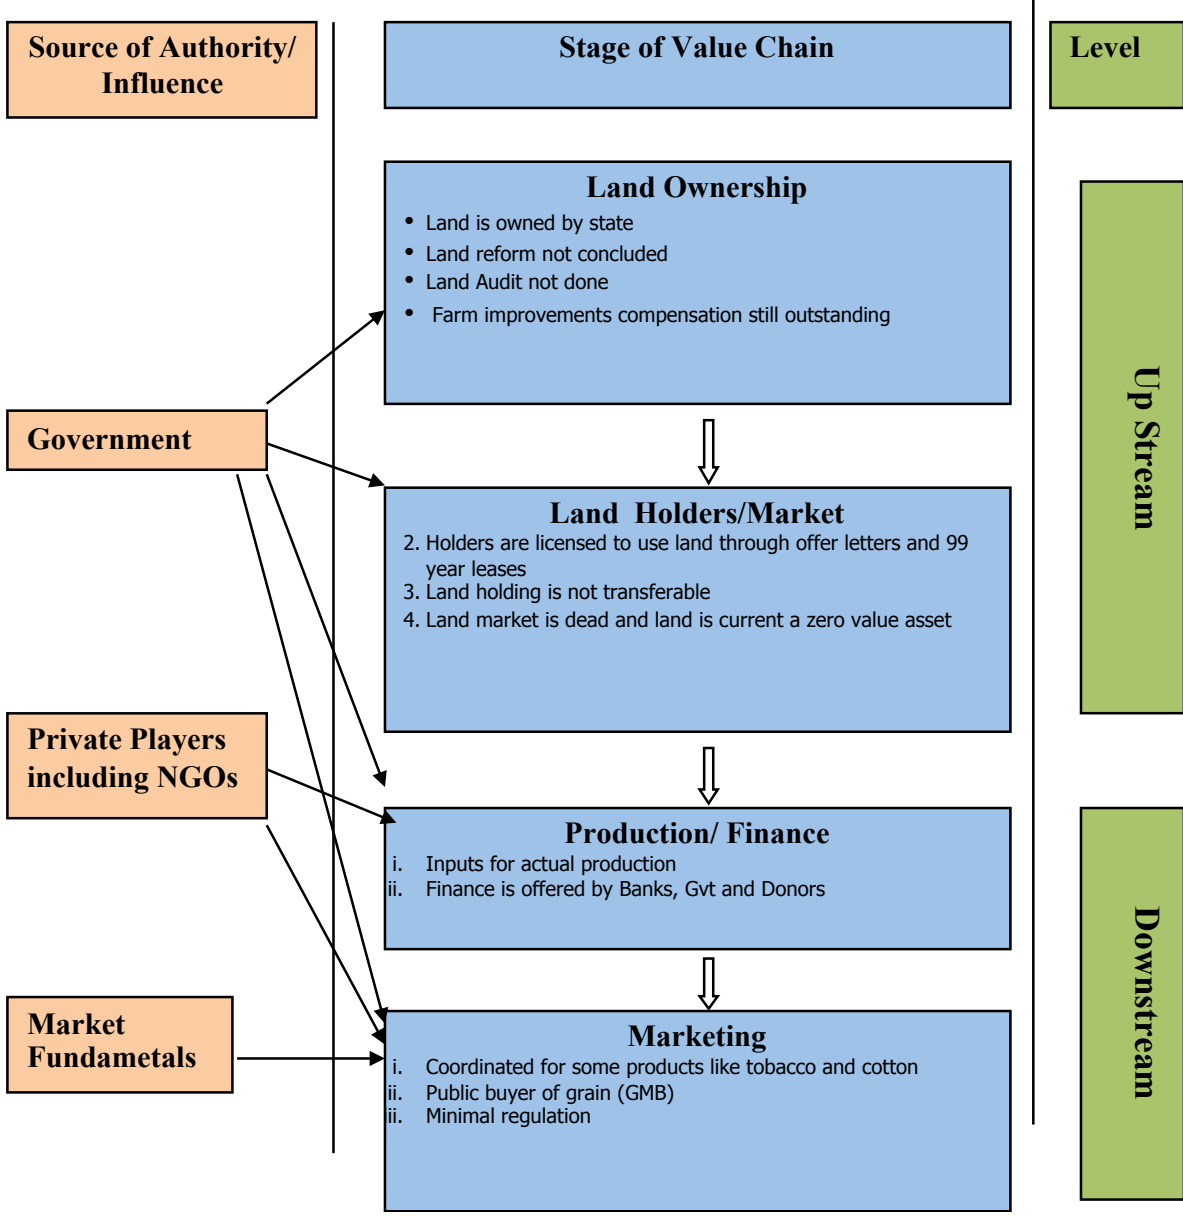 Source of Authority/
Influence
Stage of Value Chain
Level
Land Ownership
• Land is owned by state
• Land reform not concluded
• Land Audit not done
• Farm improvements compensation still outstanding
Up Stream
Government
Land Holders/Market
2. Holders are licensed to use land through offer letters and 99
year leases
3. Land holding is not transferable
4. Land market is dead and land is current a zero value asset
Private Players
including NGOs
Production/ Finance
i. Inputs for actual production
ii. Finance is offered by Banks, Gvt and Donors
Downstream
Market
Fundametals
Marketing
i. Coordinated for some products like tobacco and cotton
ii. Public buyer of grain (GMB)
ii. Minimal regulation